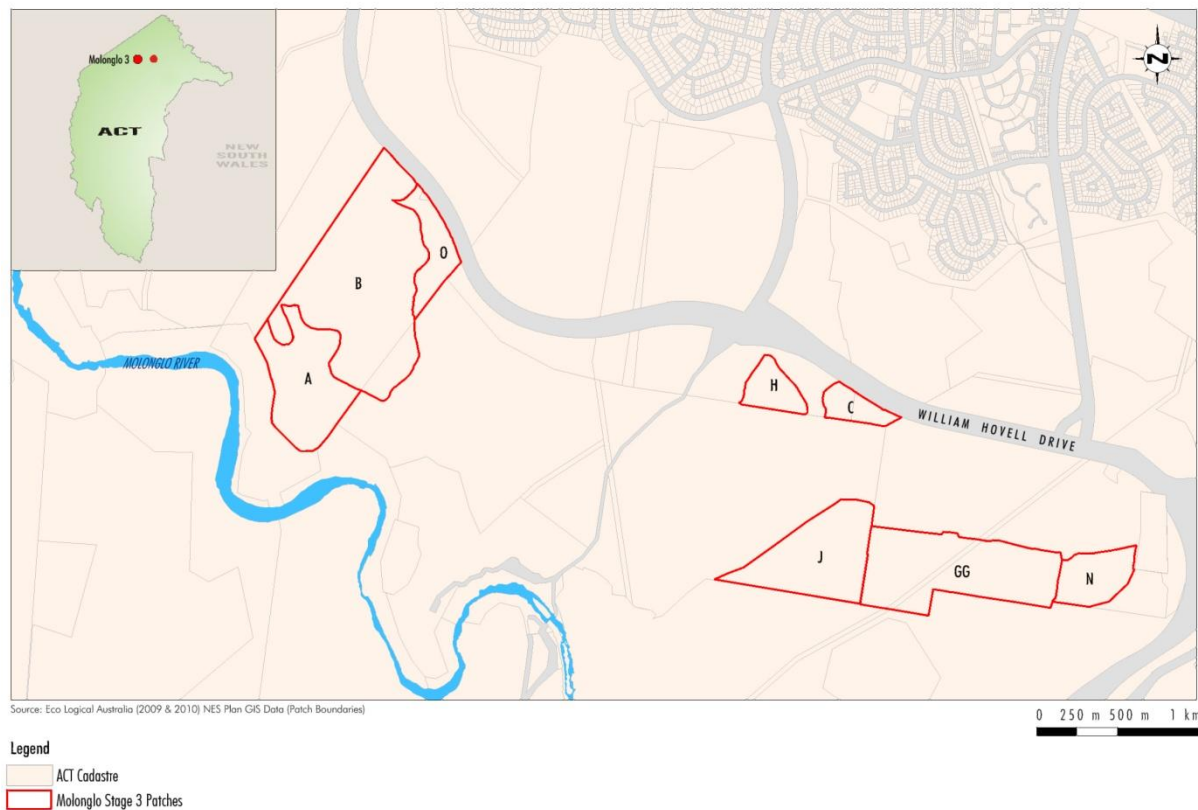 Molonglo 3
ACT
NEW
SOUTH
WALES
N
O
B
MOLONGLO RIVER
A
H
C
WILLIAM HOVELL DRIVE
J
GG
N
Source: Eco Logical Australia (2009 & 2010) NES Plan GIS Data (Patch Boundaries)
0 250 m 500 m 1 km
Legend
ACT Cadastre
Molonglo Stage 3 Patches